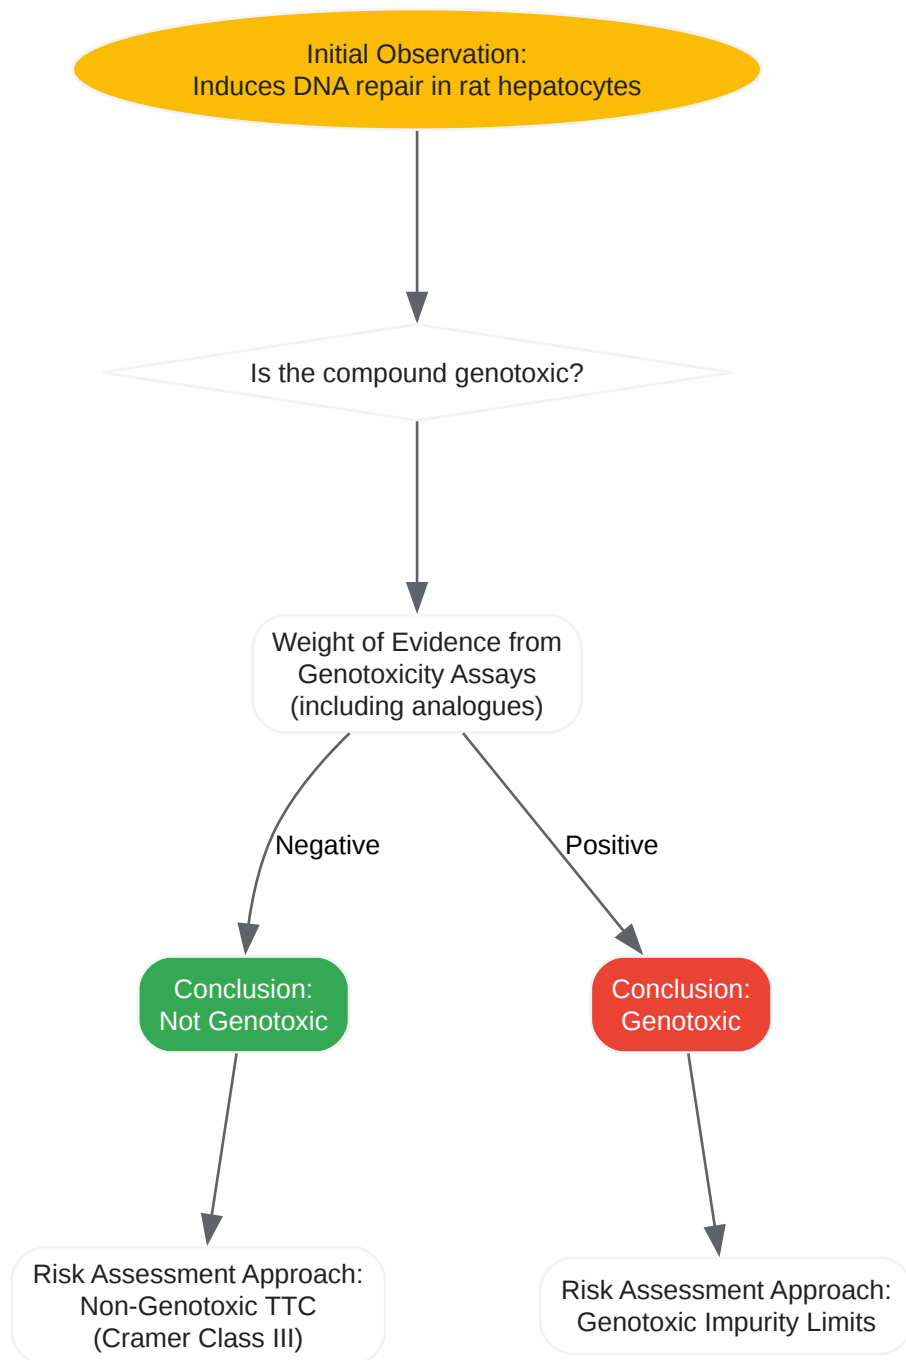 Initial Observation:
Induces DNA repair in rat hepatocytes
Is the compound genotoxic?
Weight of Evidence from
Genotoxicity Assays
(including analogues)
Negative
Positive
Conclusion:
Not Genotoxic
Conclusion:
Genotoxic
Risk Assessment Approach:
Non-Genotoxic TTC
(Cramer Class III)
Risk Assessment Approach:
Genotoxic Impurity Limits